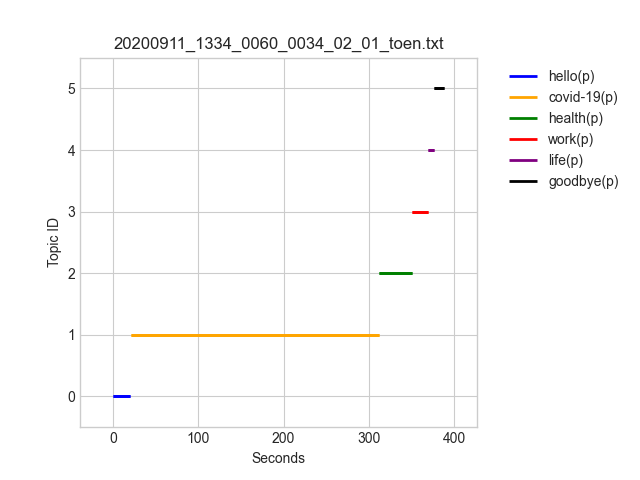 20200911_1334_0060_0034_02_01_toen.txt
5
4
3
2
1
0
Topic ID
0 100 200 300 400
Seconds
hello(p)
covid-19(p)
health(p)
work(p)
life(p)
goodbye(p)